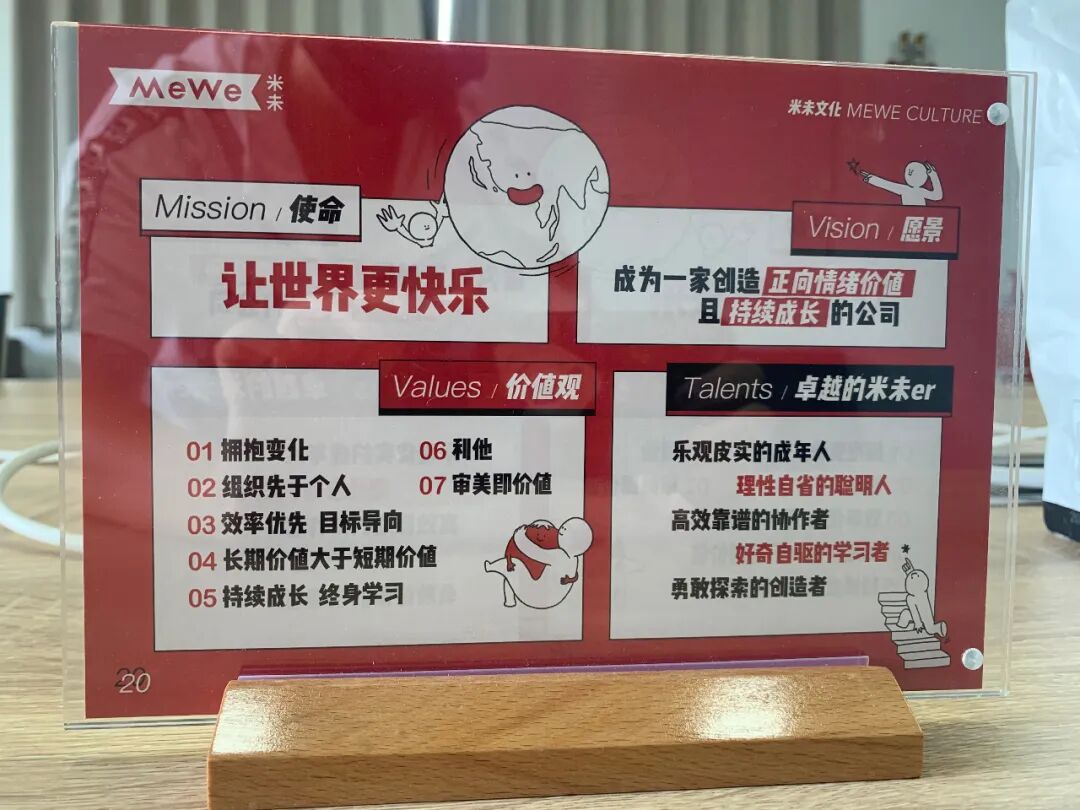 MeWe 米未
米未文化 MEWE CULTURE
Mission / 使命
让世界更快乐
Vision / 愿景
成为一家创造 正向情绪价值
且 持续成长 的公司
Values / 价值观
01 拥抱变化
02 组织先于个人
03 效率优先 目标导向
04 长期价值大于短期价值
05 持续成长 终身学习
06 利他
07 审美即价值
Talents / 卓越的米未er
乐观皮实的成年人
理性自省的聪明人
高效靠谱的协作者
好奇自驱的学习者
勇敢探索的创造者
20